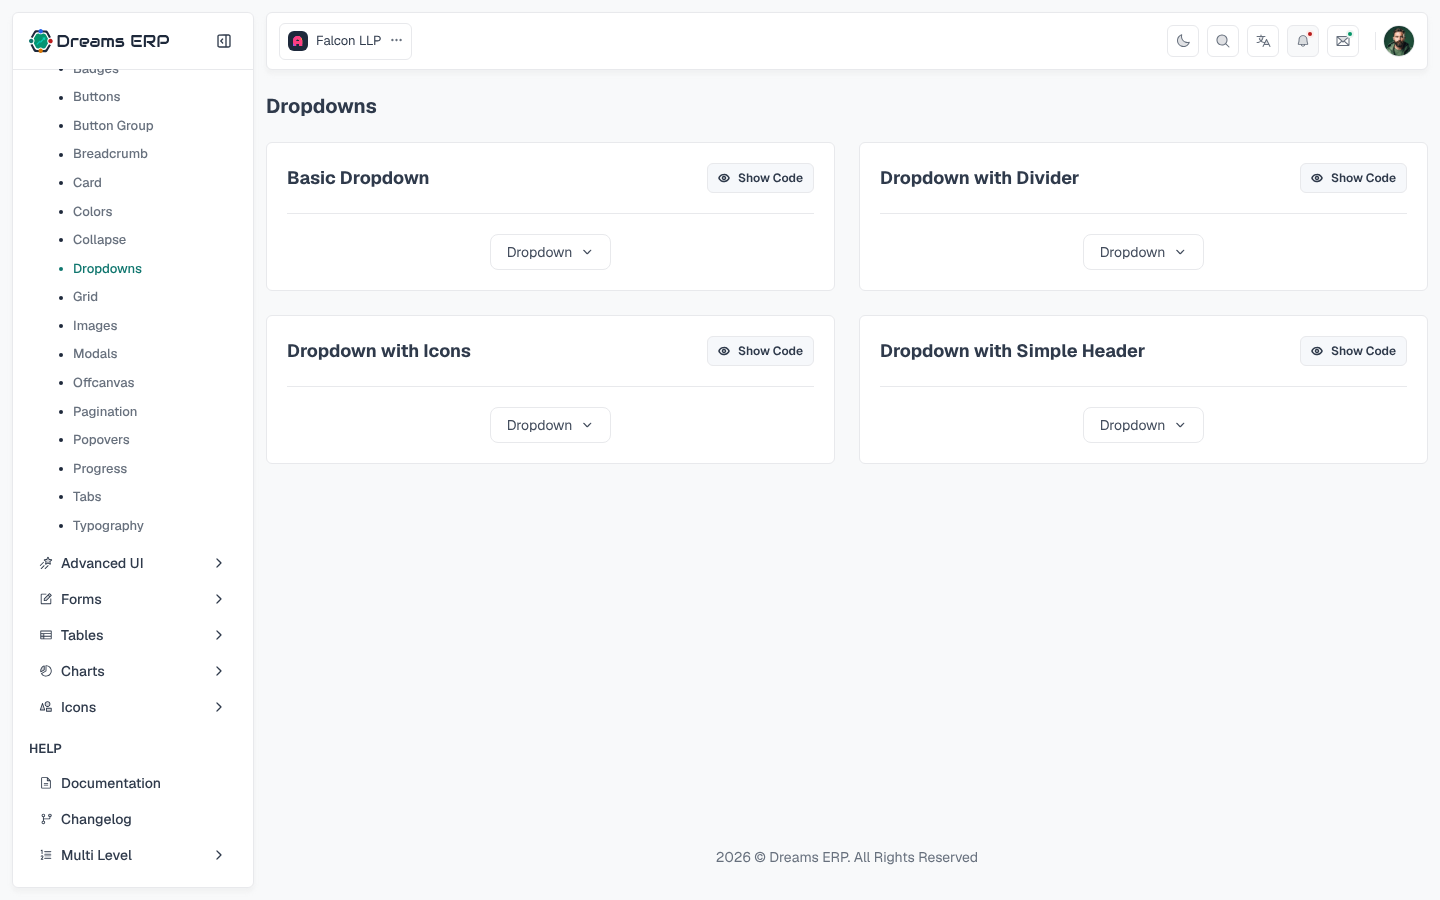 Dreams ERP
Badges
Buttons
Button Group
Breadcrumb
Card
Colors
Collapse
Dropdowns
Grid
Images
Modals
Offcanvas
Pagination
Popovers
Progress
Tabs
Typography
Advanced UI
Forms
Tables
Charts
Icons
HELP
Documentation
Changelog
Multi Level
Falcon LLP
Dropdowns
Basic Dropdown
Show Code
Dropdown
Dropdown with Divider
Show Code
Dropdown
Dropdown with Icons
Show Code
Dropdown
Dropdown with Simple Header
Show Code
Dropdown
2026 © Dreams ERP. All Rights Reserved